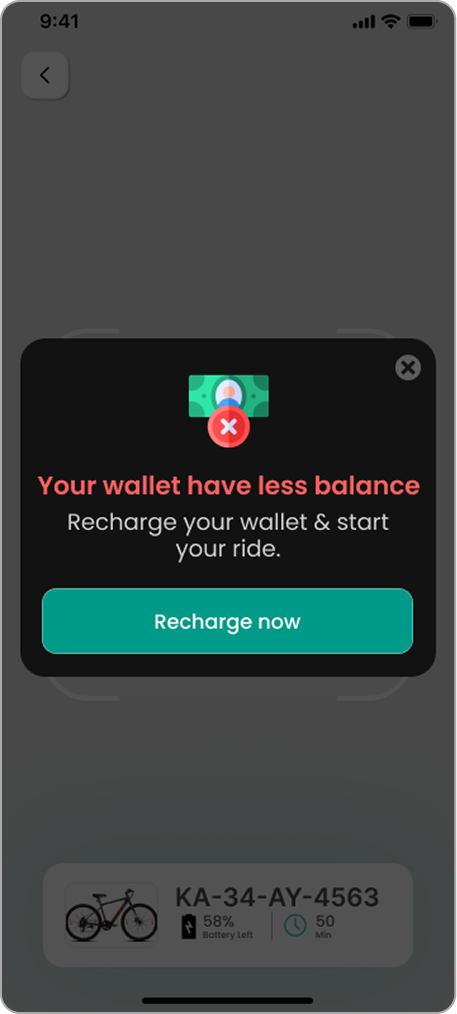 9:41
Your wallet have less balance
Recharge your wallet & start
your ride.
Recharge now
KA-34-AY-4563
58%
Battery Left
50
Min